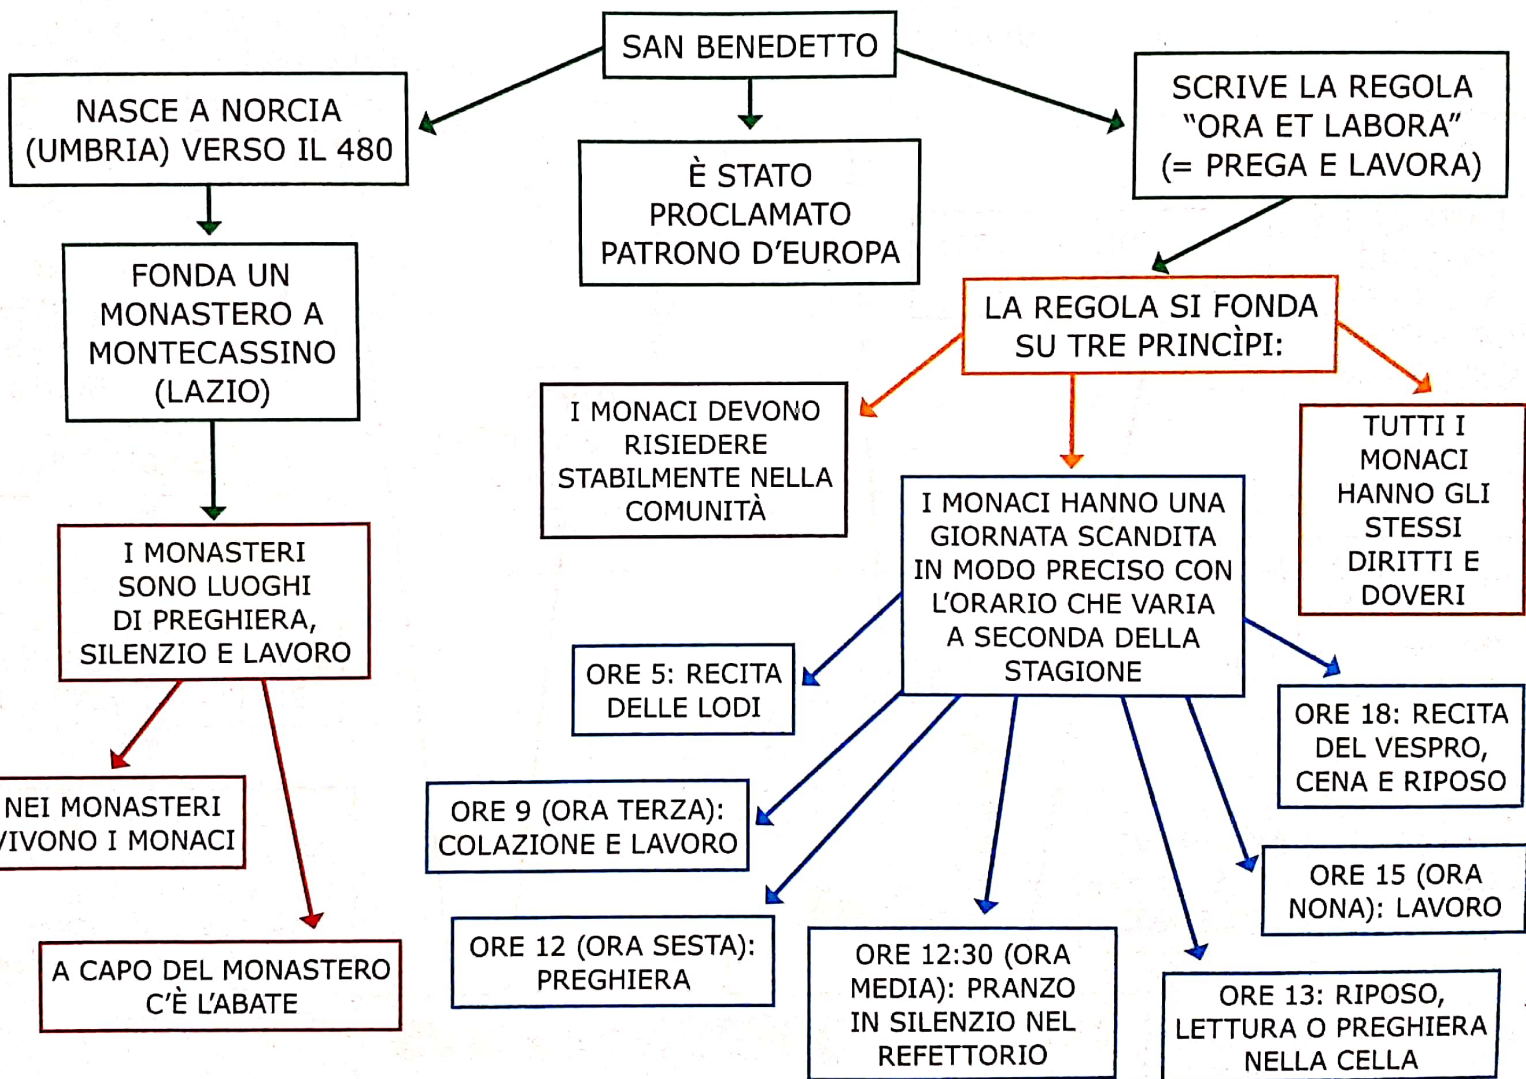 SAN BENEDETTO
NASCE A NORCIA
(UMBRIA) VERSO IL 480
È STATO
PROCLAMATO
PATRONO D'EUROPA
SCRIVE LA REGOLA
“ORA ET LABORA”
(= PREGA E LAVORA)
FONDA UN
MONASTERO A
MONTECASSINO
(LAZIO)
I MONASTERI
SONO LUOGHI
DI PREGHIERA,
SILENZIO E LAVORO
NEI MONASTERI
VIVONO I MONACI
A CAPO DEL MONASTERO
C'È L'ABATE
LA REGOLA SI FONDA
SU TRE PRINCÌPI:
I MONACI DEVONO
RISIEDERE
STABILMENTE NELLA
COMUNITÀ
I MONACI HANNO UNA
GIORNATA SCANDITA
IN MODO PRECISO CON
L'ORARIO CHE VARIA
A SECONDA DELLA
STAGIONE
TUTTI I
MONACI
HANNO GLI
STESSI
DIRITTI E
DOVERI
ORE 5: RECITA
DELLE LODI
ORE 9 (ORA TERZA):
COLAZIONE E LAVORO
ORE 12 (ORA SESTA):
PREGHIERA
ORE 12:30 (ORA
MEDIA): PRANZO
IN SILENZIO NEL
REFETTORIO
ORE 13: RIPOSO,
LETTURA O PREGHIERA
NELLA CELLA
ORE 15 (ORA
NONA): LAVORO
ORE 18: RECITA
DEL VESPRO,
CENA E RIPOSO